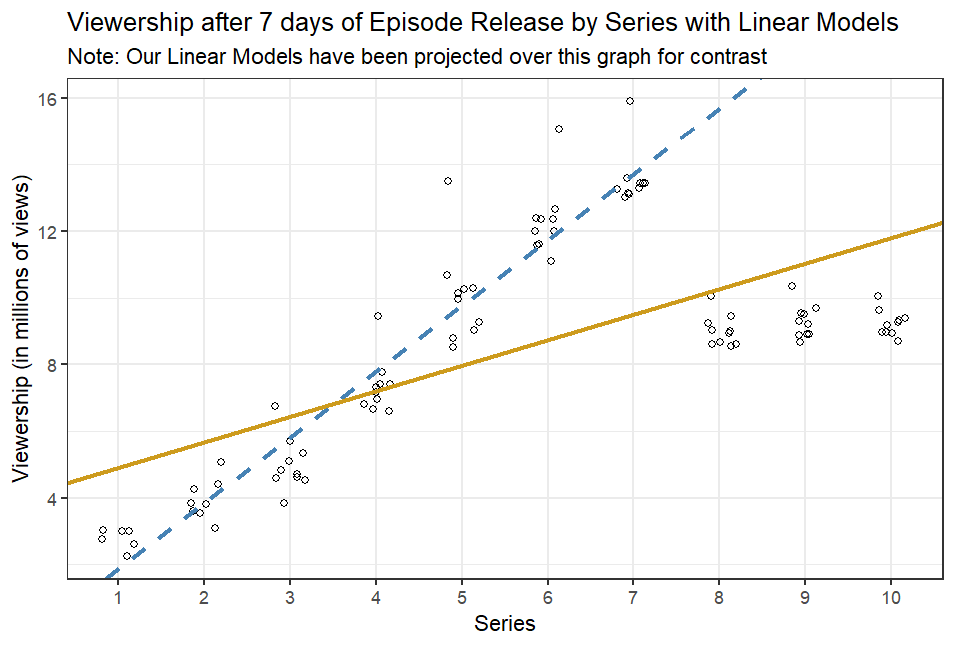 Viewership after 7 days of Episode Release by Series with Linear Models
Note: Our Linear Models have been projected over this graph for contrast
Viewership (in millions of views)
16
12
8
4
1 2 3 4 5 6 7 8 9 10
Series